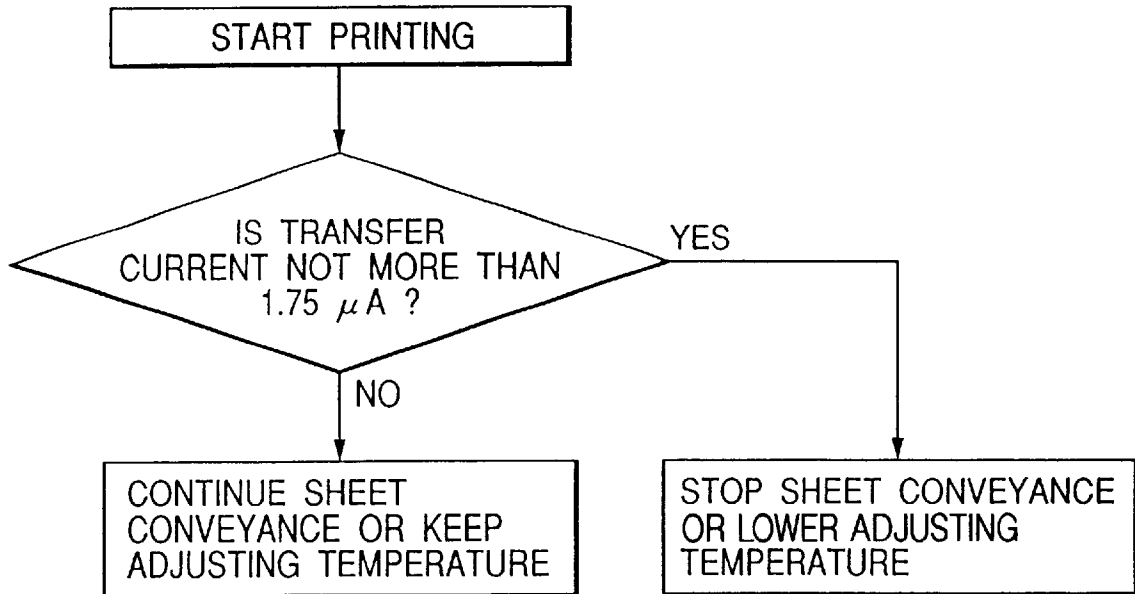 START PRINTING
IS TRANSFER
CURRENT NOT MORE THAN
1.75 μA ?
YES
NO
CONTINUE SHEET
CONVEYANCE OR KEEP
ADJUSTING TEMPERATURE
STOP SHEET CONVEYANCE
OR LOWER ADJUSTING
TEMPERATURE